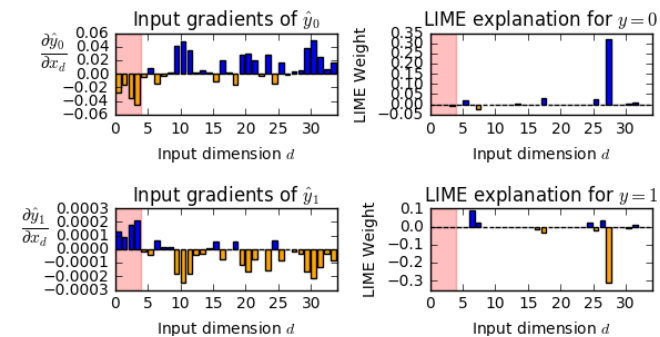 Input gradients of ŷ₀
∂ŷ₀/∂x_d
0.06
0.04
0.02
0.00
−0.02
−0.04
−0.06
0 5 10 15 20 25 30
Input dimension d
LIME explanation for y = 0
LIME Weight
0.35
0.30
0.25
0.20
0.15
0.10
0.05
0.00
−0.05
0 5 10 15 20 25 30
Input dimension d
Input gradients of ŷ₁
∂ŷ₁/∂x_d
0.0003
0.0002
0.0001
0.0000
−0.0001
−0.0002
−0.0003
0 5 10 15 20 25 30
Input dimension d
LIME explanation for y = 1
LIME Weight
0.1
0.0
−0.1
−0.2
−0.3
0 5 10 15 20 25 30
Input dimension d